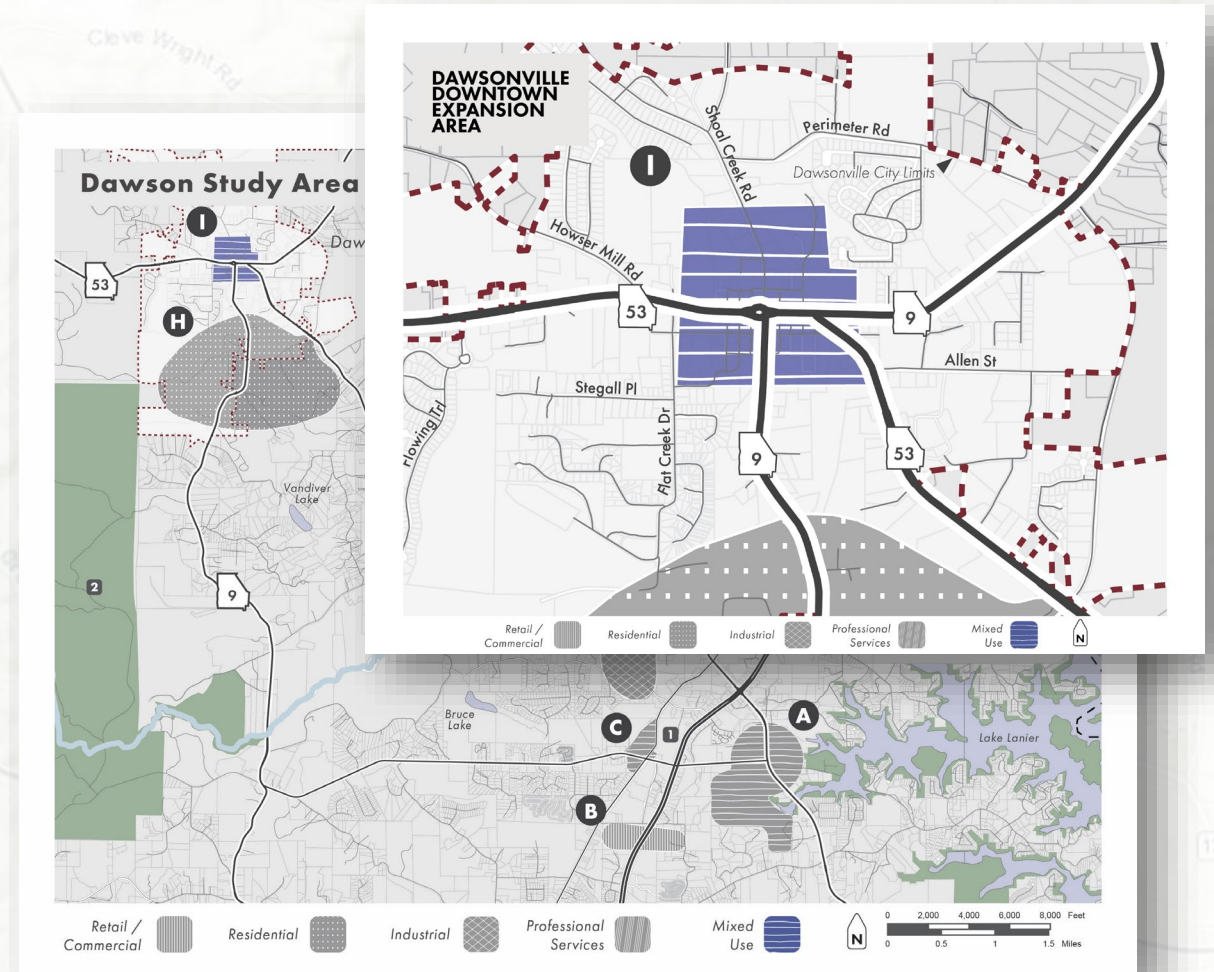 Cleve Wright Rd
DAWSONVILLE
DOWNTOWN
EXPANSION
AREA
I
Shoal Creek Rd
Perimeter Rd
Dawsonville City Limits
Howser Mill Rd
53
9
Allen St
Stegall Pl
Flowing Trl
Flat Creek Dr
9
53
Retail /
Commercial
Residential
Industrial
Professional
Services
Mixed
Use
N
Dawson Study Area
I
Daw
53
H
Vandiver
Lake
2
9
Bruce
Lake
C
1
A
Lake Lanier
B
Retail /
Commercial
Residential
Industrial
Professional
Services
Mixed
Use
N
0 2,000 4,000 6,000 8,000 Feet
0 0.5 1 1.5 Miles